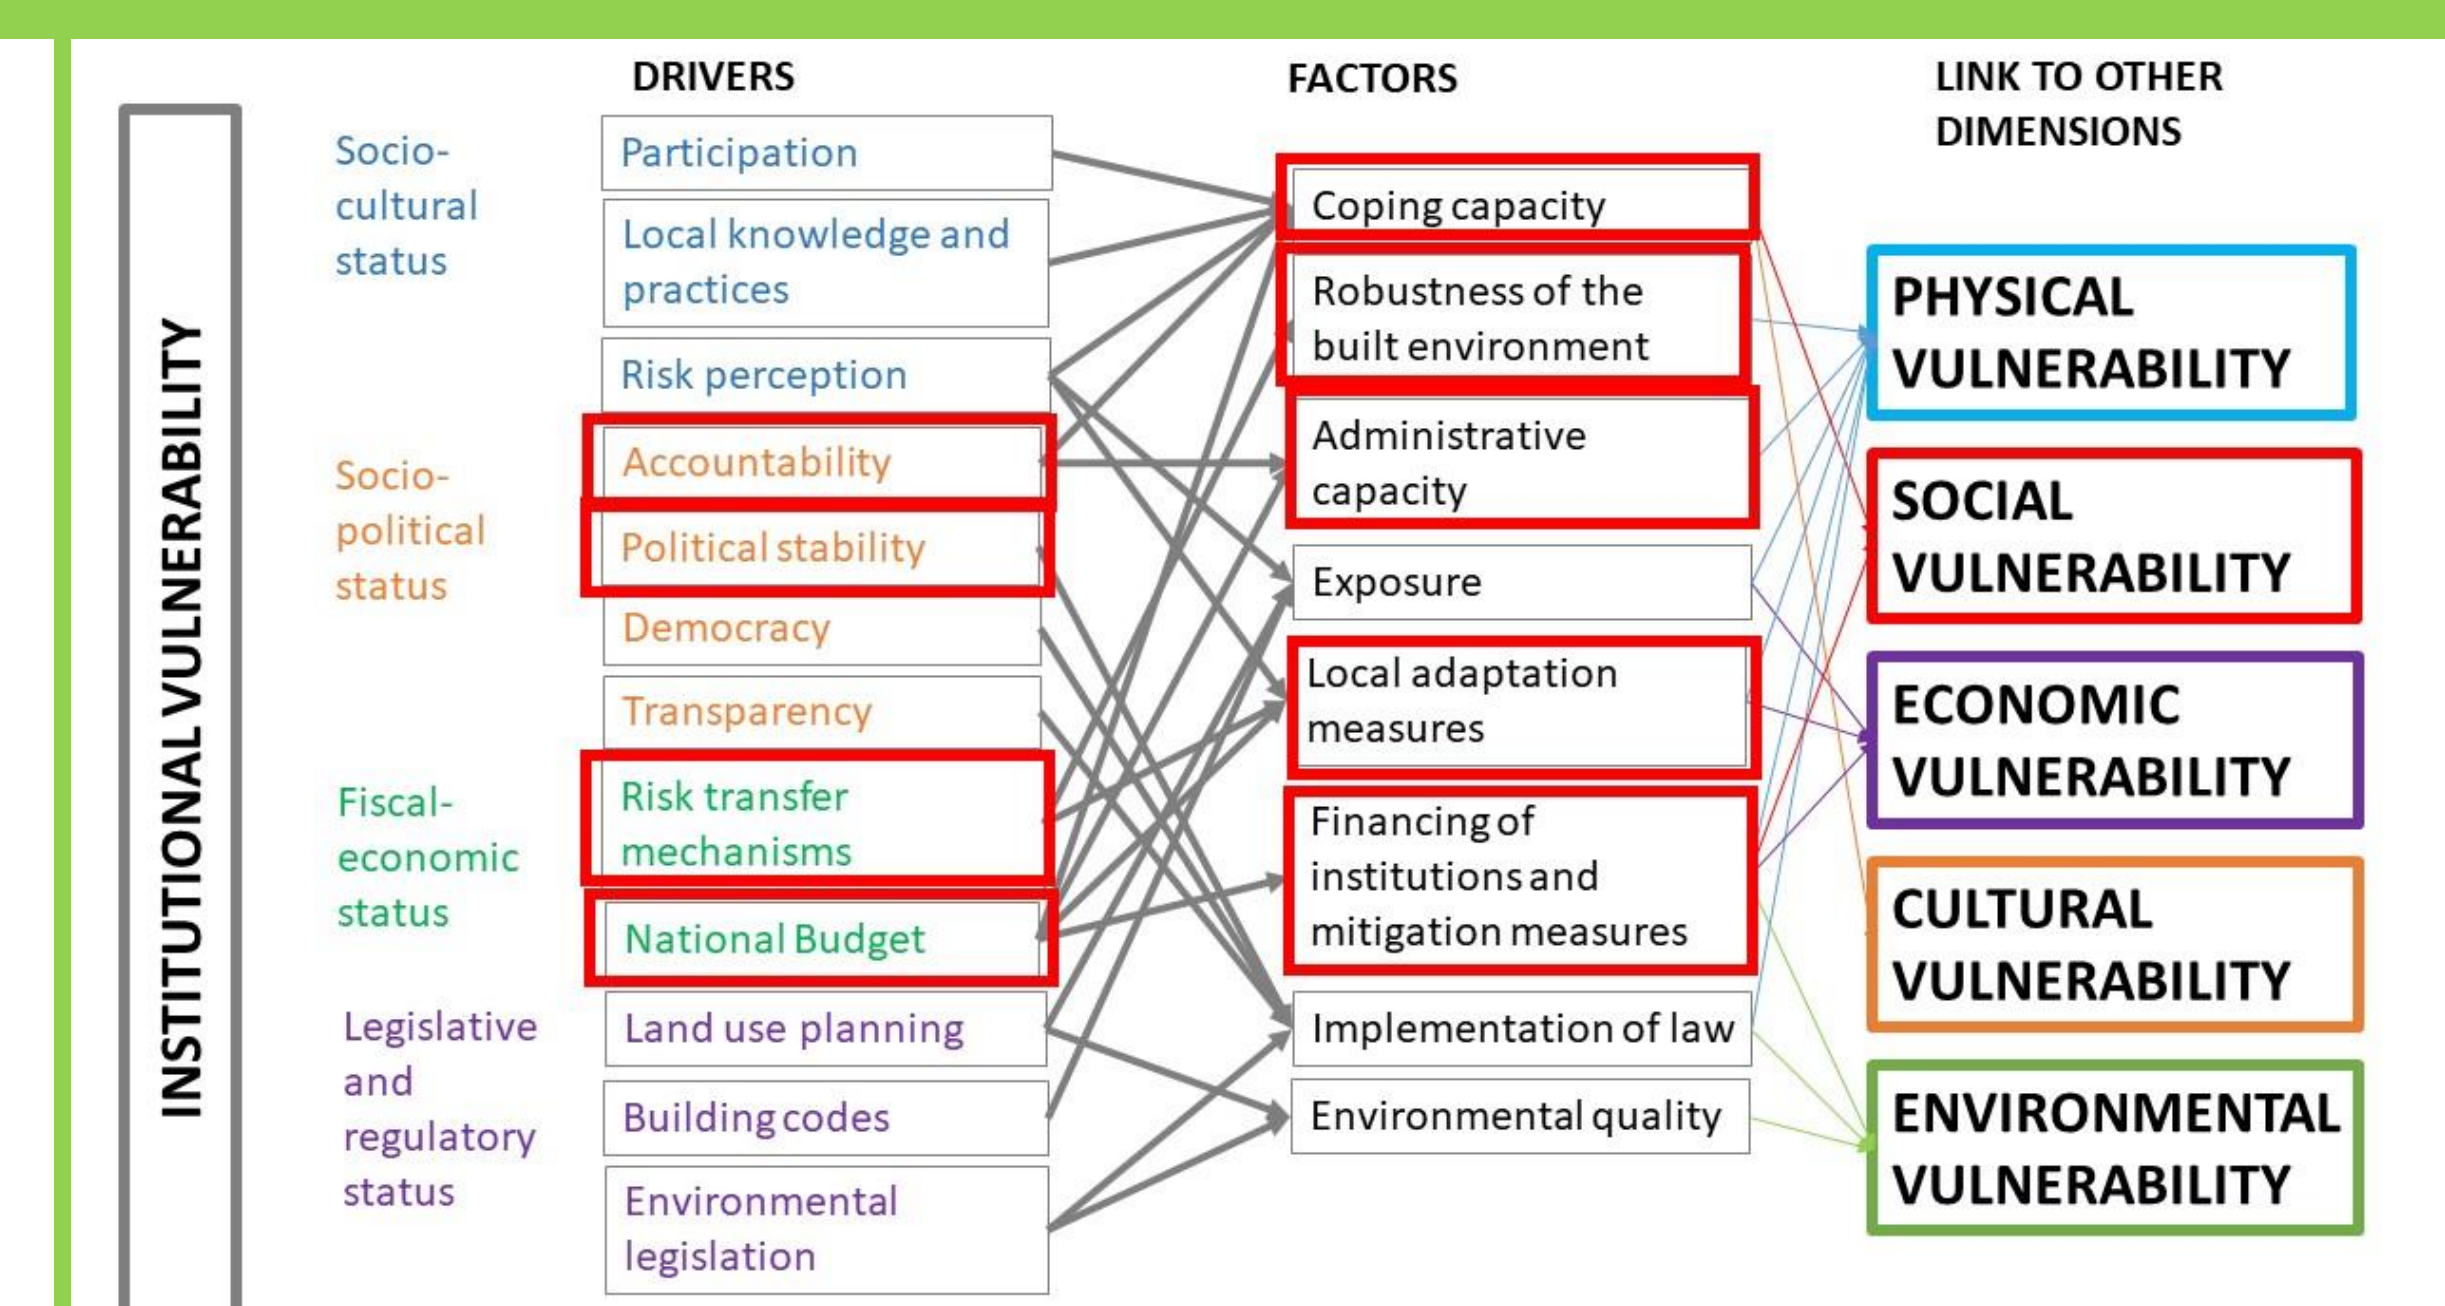 INSTITUTIONAL VULNERABILITY
DRIVERS
FACTORS
LINK TO OTHER
DIMENSIONS
Socio-
cultural
status
Socio-
political
status
Fiscal-
economic
status
Legislative
and
regulatory
status
Participation
Local knowledge and
practices
Risk perception
Accountability
Political stability
Democracy
Transparency
Risk transfer
mechanisms
National Budget
Land use planning
Building codes
Environmental
legislation
Coping capacity
Robustness of the
built environment
Administrative
capacity
Exposure
Local adaptation
measures
Financing of
institutions and
mitigation measures
Implementation of law
Environmental quality
PHYSICAL
VULNERABILITY
SOCIAL
VULNERABILITY
ECONOMIC
VULNERABILITY
CULTURAL
VULNERABILITY
ENVIRONMENTAL
VULNERABILITY